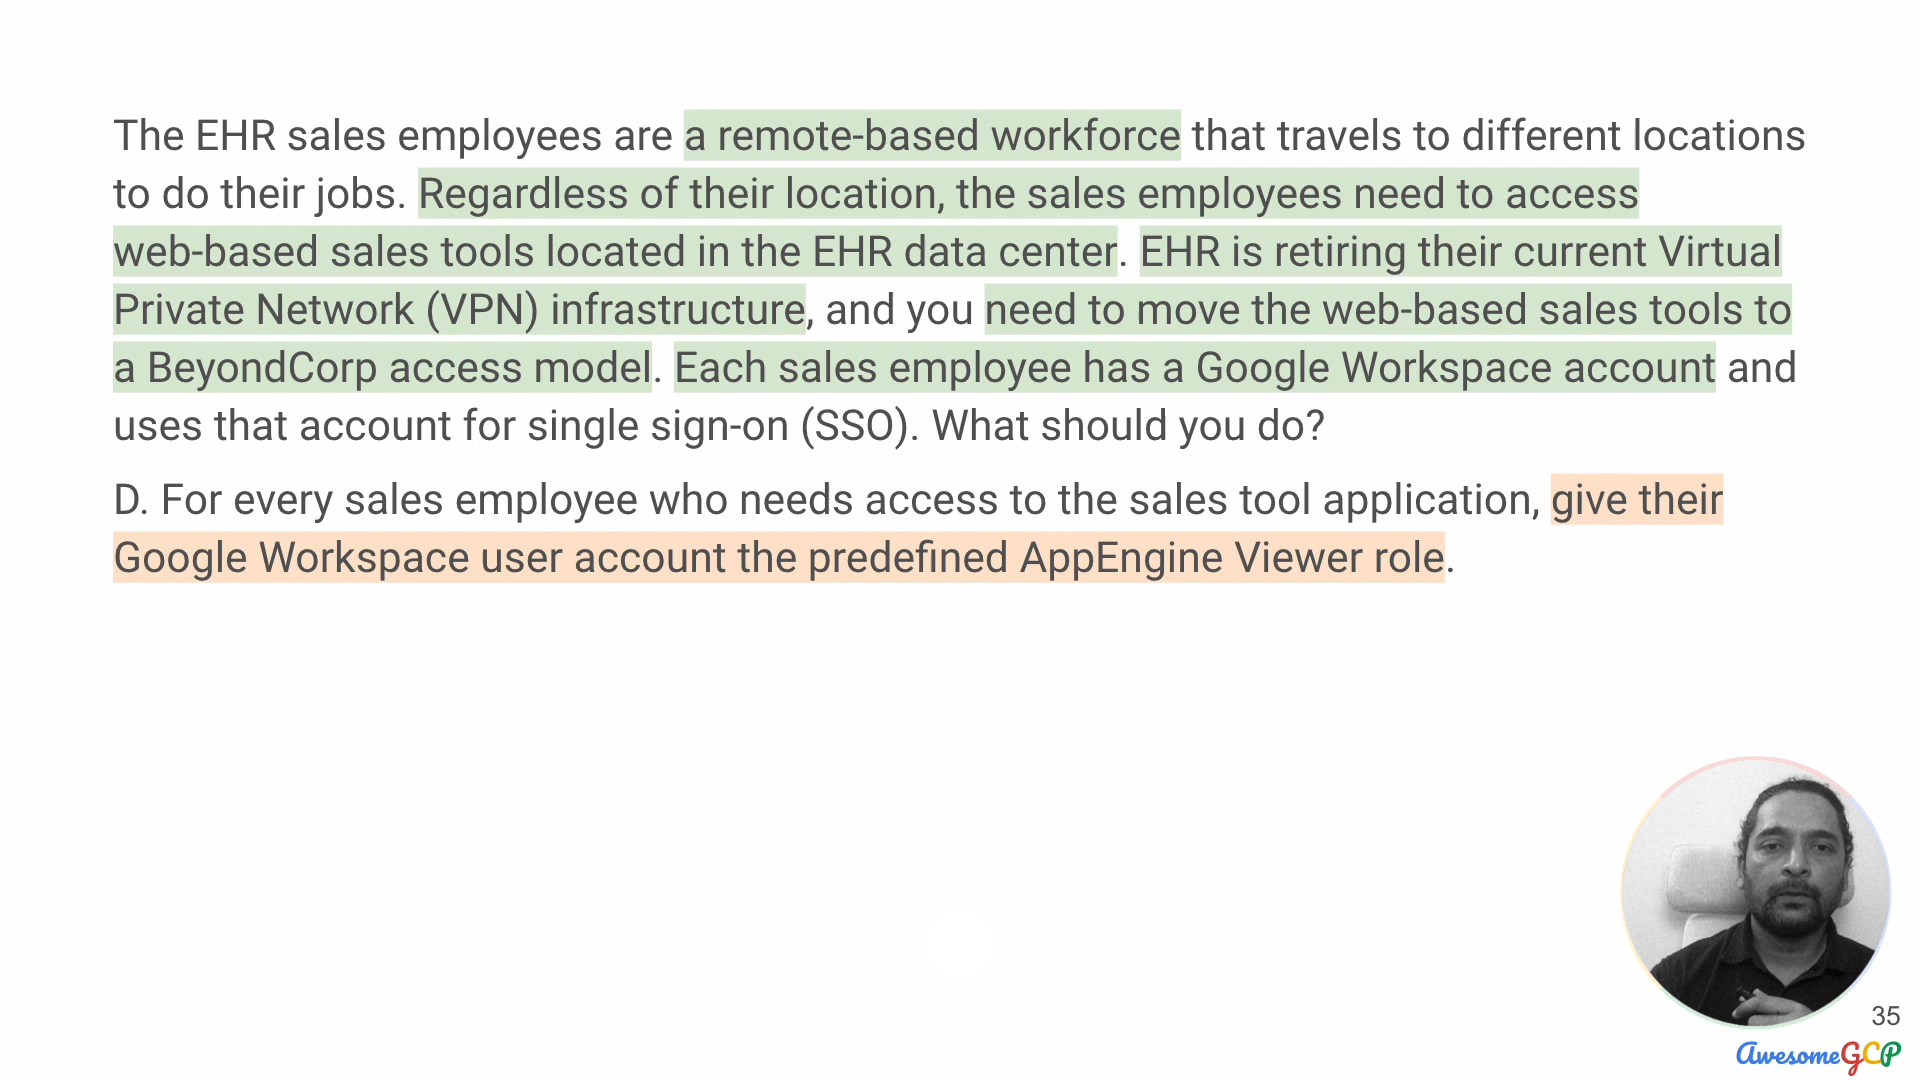 The EHR sales employees are a remote-based workforce that travels to different locations
to do their jobs. Regardless of their location, the sales employees need to access
web-based sales tools located in the EHR data center. EHR is retiring their current Virtual
Private Network (VPN) infrastructure, and you need to move the web-based sales tools to
a BeyondCorp access model. Each sales employee has a Google Workspace account and
uses that account for single sign-on (SSO). What should you do?
D. For every sales employee who needs access to the sales tool application, give their
Google Workspace user account the predefined AppEngine Viewer role.
35
AwesomeGCP